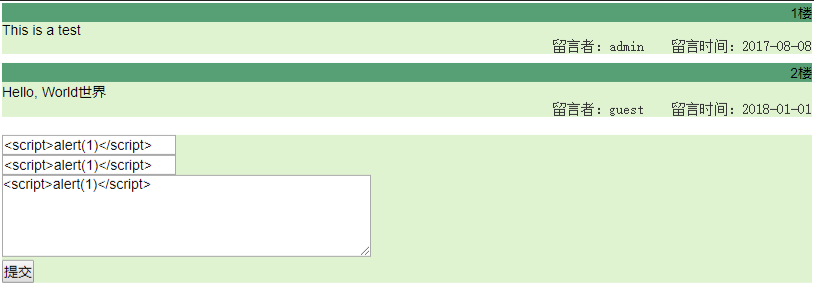 1楼
This is a test
留言者：admin 留言时间：2017-08-08
2楼
Hello, World世界
留言者：guest 留言时间：2018-01-01
<script>alert(1)</script>
<script>alert(1)</script>
<script>alert(1)</script>
提交